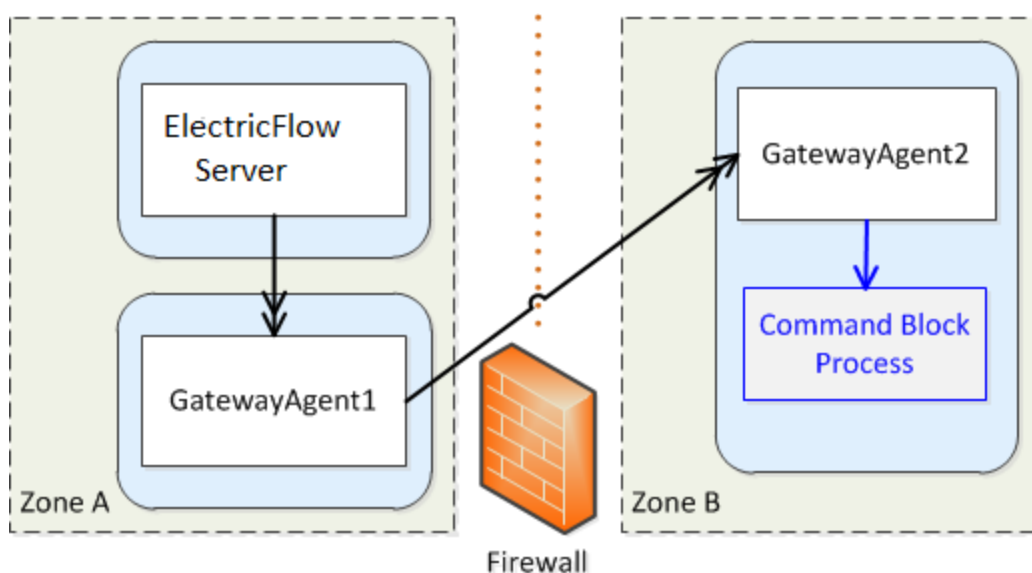 ElectricFlow
Server
GatewayAgent1
Zone A
Firewall
GatewayAgent2
Command Block
Process
Zone B